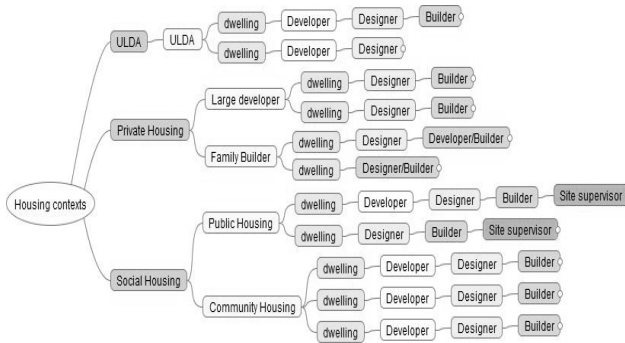 dwelling Developer Designer Builder
ULDA ULDA
dwelling Developer Designer
dwelling Designer Builder
Large developer
dwelling Designer Builder
Private Housing
dwelling Designer Developer/Builder
Family Builder
dwelling Designer/Builder
Housing contexts
dwelling Developer Designer Builder Site supervisor
Public Housing
dwelling Designer Builder Site supervisor
Social Housing
dwelling Developer Designer Builder
Community Housing dwelling Developer Designer Builder
dwelling Developer Designer Builder